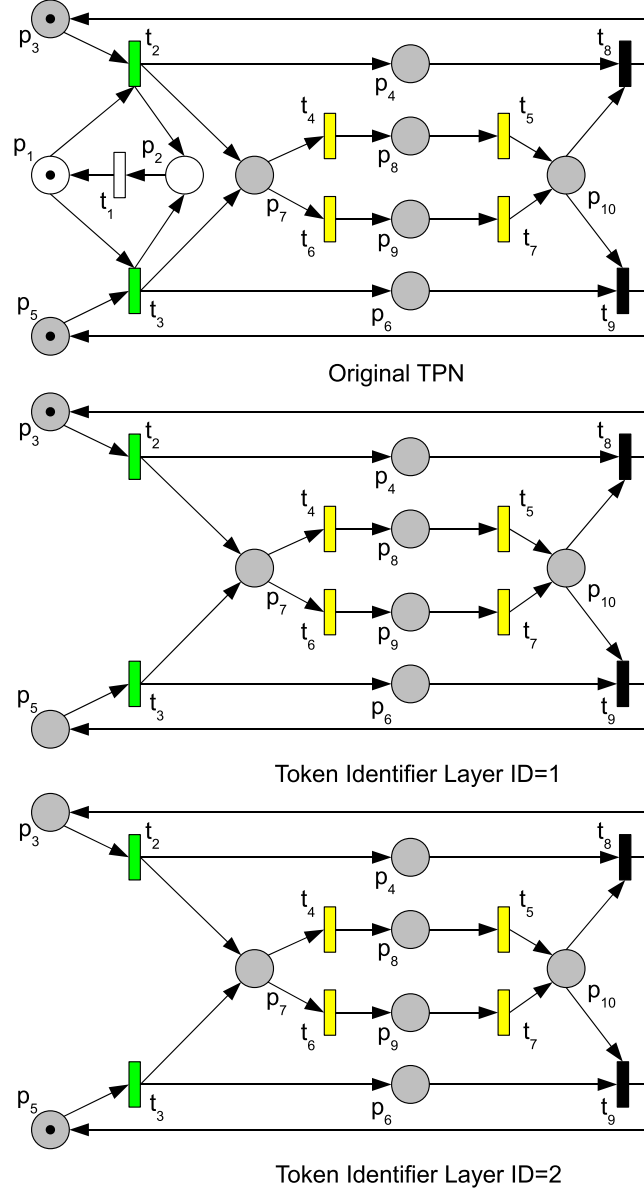 p3 t2 t8
p4
t4 t5
p1 p2 p8
t1 p7 p10
t6 p9 t7
p5 t3 p6 t9
Original TPN
p3 t2 t8
p4
t4 t5
p8
p7 p10
t6 p9 t7
p5 t3 p6 t9
Token Identifier Layer ID=1
p3 t2 t8
p4
t4 t5
p8
p7 p10
t6 p9 t7
p5 t3 p6 t9
Token Identifier Layer ID=2